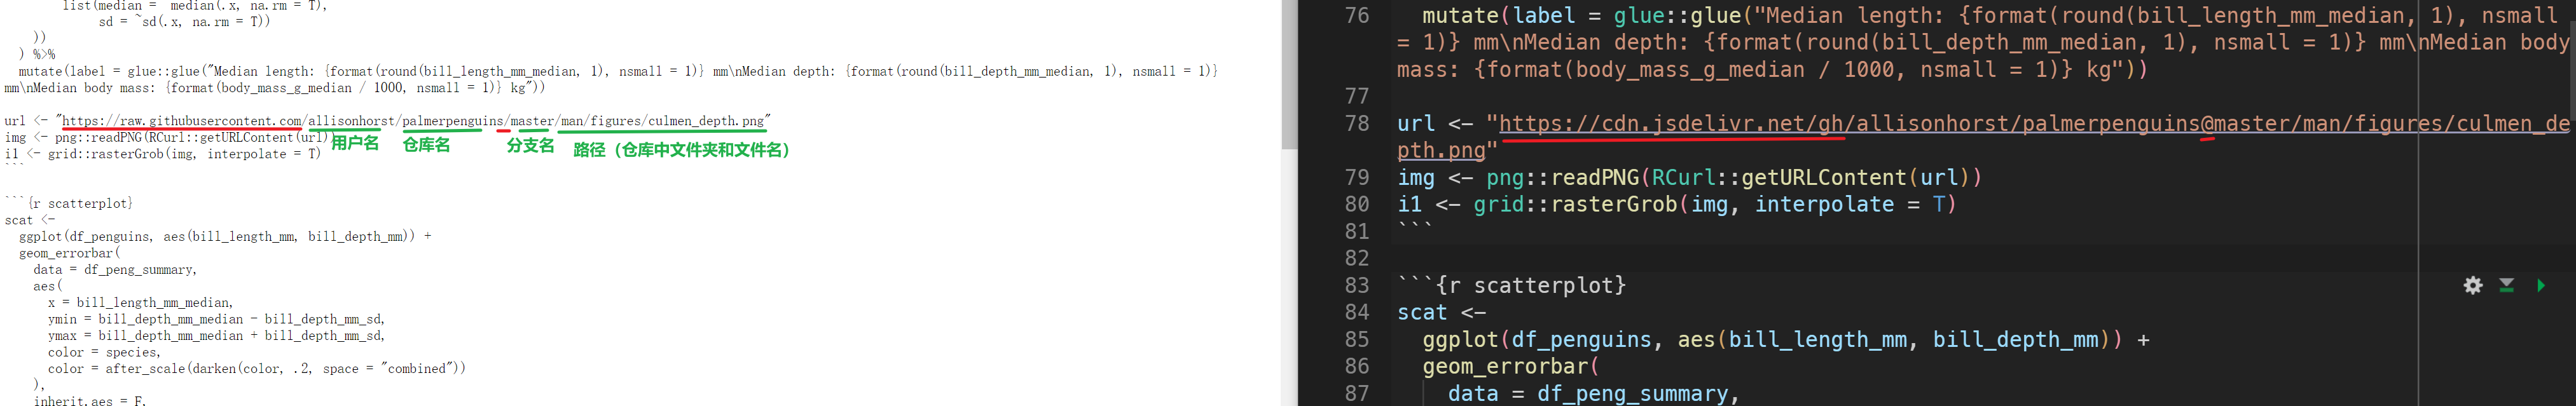 list(median = median(.x, na.rm = T),
sd = ~sd(.x, na.rm = T))
))
) %>%
mutate(label = glue::glue("Median length: {format(round(bill_length_mm_median, 1), nsmall = 1)} mm\nMedian depth: {format(round(bill_depth_mm_median, 1), nsmall = 1)}
mm\nMedian body mass: {format(body_mass_g_median / 1000, nsmall = 1)} kg"))
url <- "https://raw.githubusercontent.com/allisonhorst/palmerpenguins/master/man/figures/culmen_depth.png"
img <- png::readPNG(RCurl::getURLContent(url))
用户名 仓库名 分支名 路径（仓库中文件夹和文件名）
i1 <- grid::rasterGrob(img, interpolate = T)
```
```{r scatterplot}
scat <-
ggplot(df_penguins, aes(bill_length_mm, bill_depth_mm)) +
geom_errorbar(
data = df_peng_summary,
aes(
x = bill_length_mm_median,
ymin = bill_depth_mm_median - bill_depth_mm_sd,
ymax = bill_depth_mm_median + bill_depth_mm_sd,
color = species,
color = after_scale(darken(color, .2, space = "combined"))
),
inherit.aes = F,
76 mutate(label = glue::glue("Median length: {format(round(bill_length_mm_median, 1), nsmall
= 1)} mm\nMedian depth: {format(round(bill_depth_mm_median, 1), nsmall = 1)} mm\nMedian body
mass: {format(body_mass_g_median / 1000, nsmall = 1)} kg"))
77
78 url <- "https://cdn.jsdelivr.net/gh/allisonhorst/palmerpenguins@master/man/figures/culmen_de
pth.png"
79 img <- png::readPNG(RCurl::getURLContent(url))
80 i1 <- grid::rasterGrob(img, interpolate = T)
81 ```
82
83 ```{r scatterplot}
84 scat <-
85 ggplot(df_penguins, aes(bill_length_mm, bill_depth_mm)) +
86 geom_errorbar(
87 data = df_peng_summary,